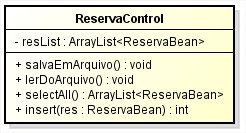 ReservaControl
- resList : ArrayList<ReservaBean>
+ salvaEmArquivo() : void
+ lerDoArquivo() : void
+ selectAll() : ArrayList<ReservaBean>
+ insert(res : ReservaBean) : int